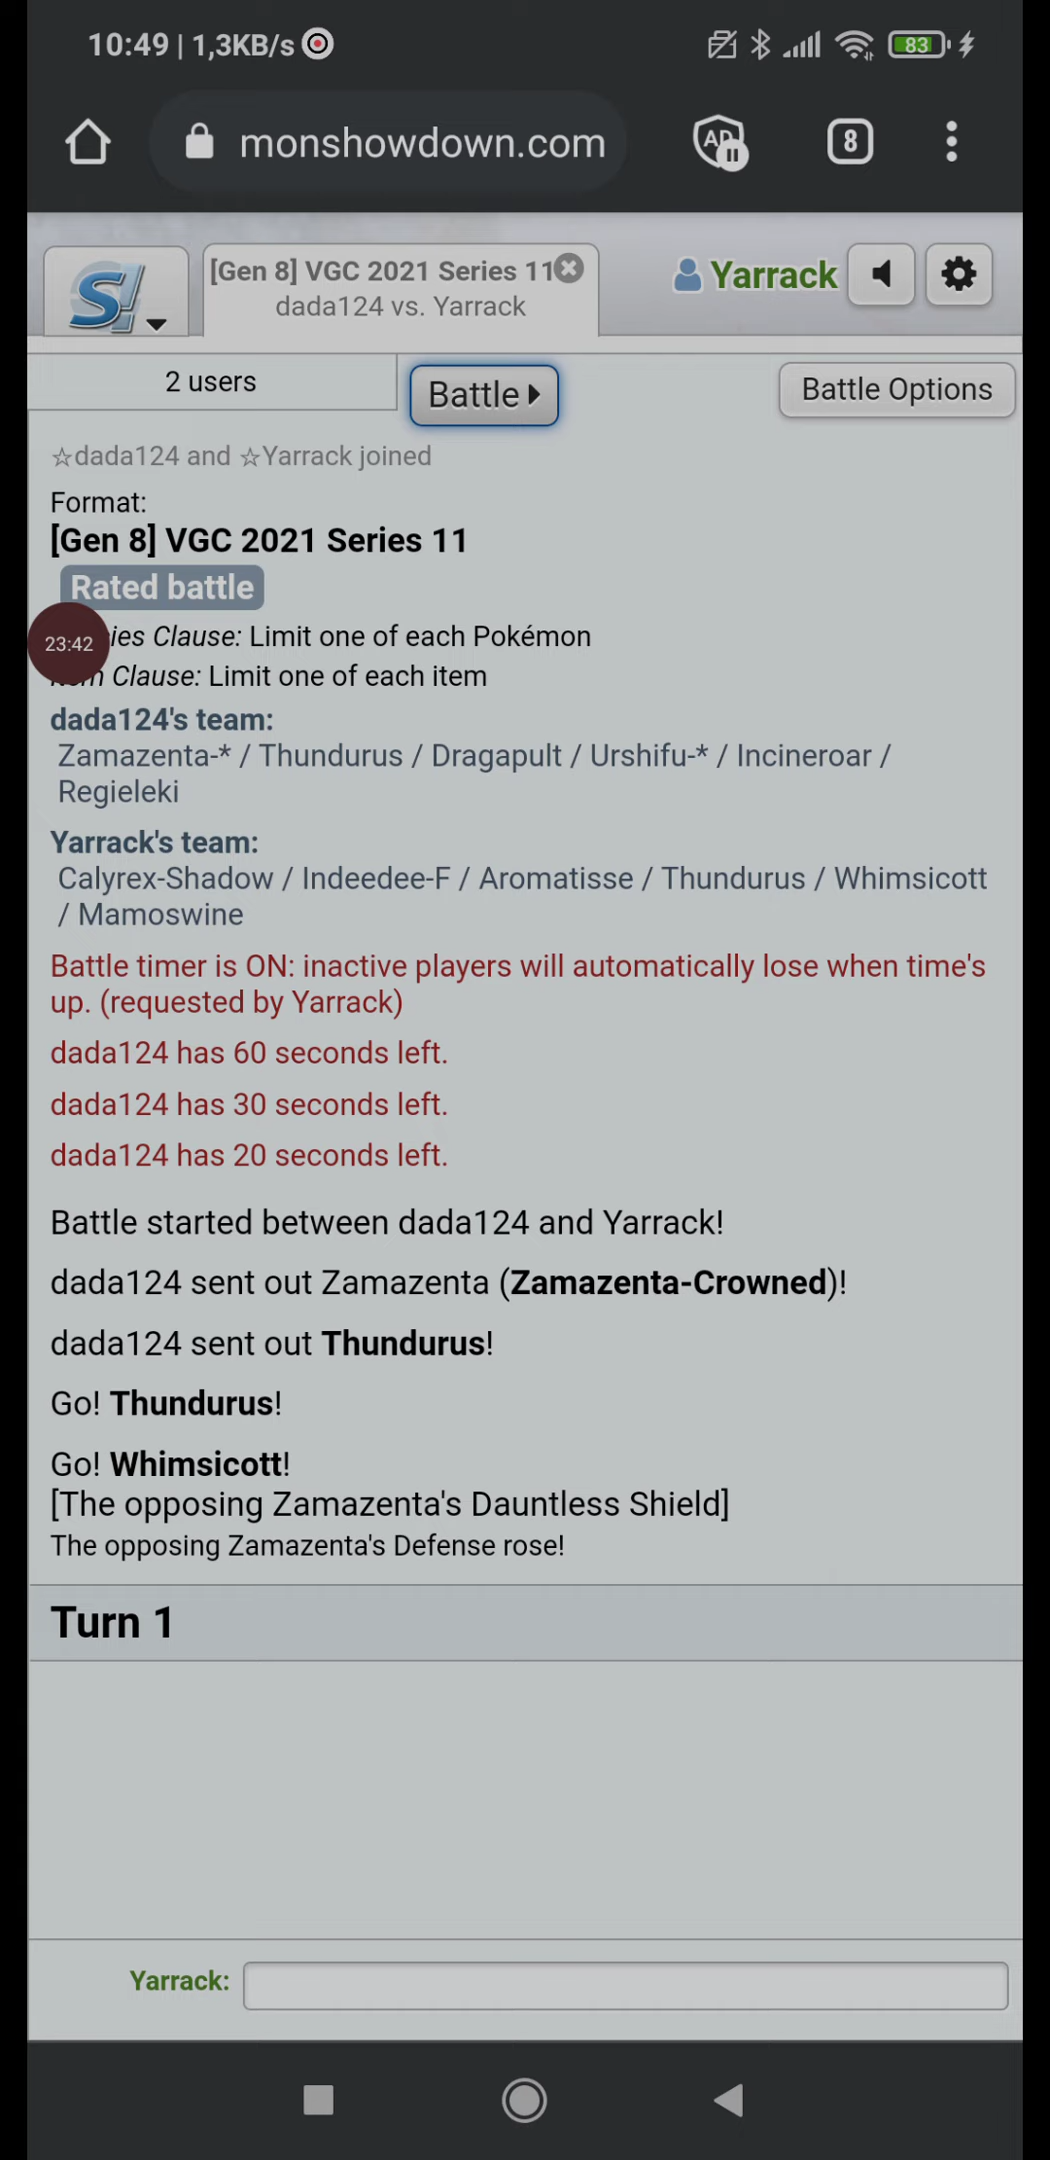 10:49 | 1,3KB/s
83
monshowdown.com
AD
8
S!
[Gen 8] VGC 2021 Series 11
dada124 vs. Yarrack
Yarrack
2 users
Battle
Battle Options
☆dada124 and ☆Yarrack joined
Format:
[Gen 8] VGC 2021 Series 11
Rated battle
23:42
ies Clause: Limit one of each Pokémon
Clause: Limit one of each item
dada124's team:
Zamazenta-* / Thundurus / Dragapult / Urshifu-* / Incineroar /
Regieleki
Yarrack's team:
Calyrex-Shadow / Indeedee-F / Aromatisse / Thundurus / Whimsicott
/ Mamoswine
Battle timer is ON: inactive players will automatically lose when time's
up. (requested by Yarrack)
dada124 has 60 seconds left.
dada124 has 30 seconds left.
dada124 has 20 seconds left.
Battle started between dada124 and Yarrack!
dada124 sent out Zamazenta (Zamazenta-Crowned)!
dada124 sent out Thundurus!
Go! Thundurus!
Go! Whimsicott!
[The opposing Zamazenta's Dauntless Shield]
The opposing Zamazenta's Defense rose!
Turn 1
Yarrack: